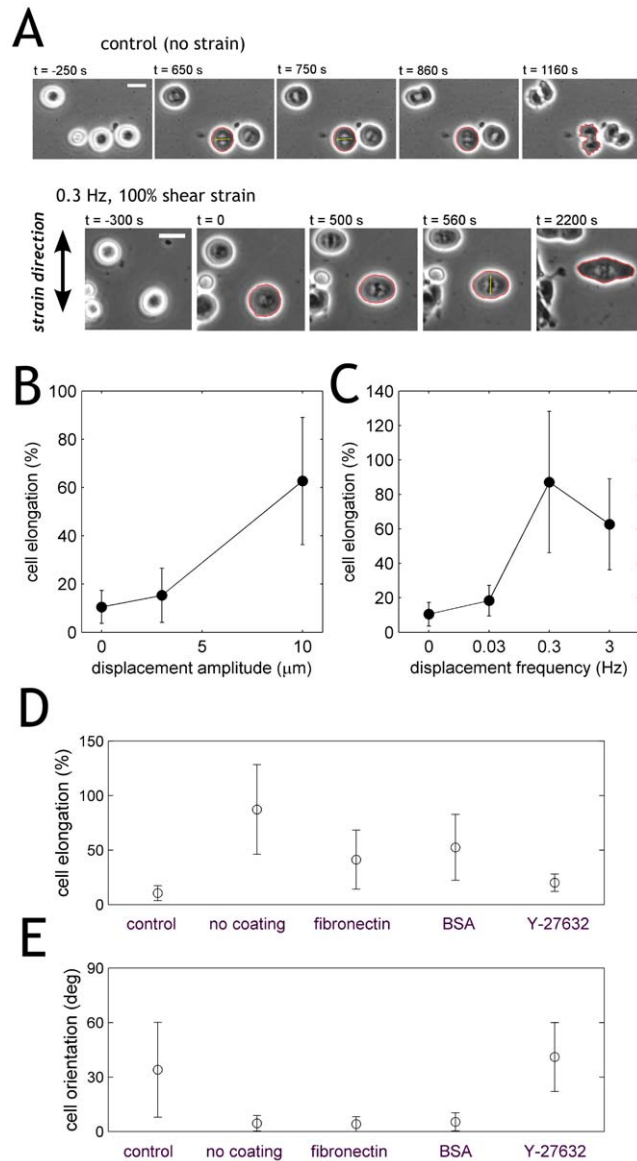 A
control (no strain)
t = -250 s t = 650 s t = 750 s t = 860 s t = 1160 s
0.3 Hz, 100% shear strain
t = -300 s t = 0 t = 500 s t = 560 s t = 2200 s
strain direction
B
100
80
60
40
20
0
cell elongation (%)
0 5 10
displacement amplitude (μm)
C
140
120
100
80
60
40
20
0
cell elongation (%)
0 0.03 0.3 3
displacement frequency (Hz)
D
150
100
50
0
cell elongation (%)
control no coating fibronectin BSA Y-27632
E
90
60
30
0
cell orientation (deg)
control no coating fibronectin BSA Y-27632